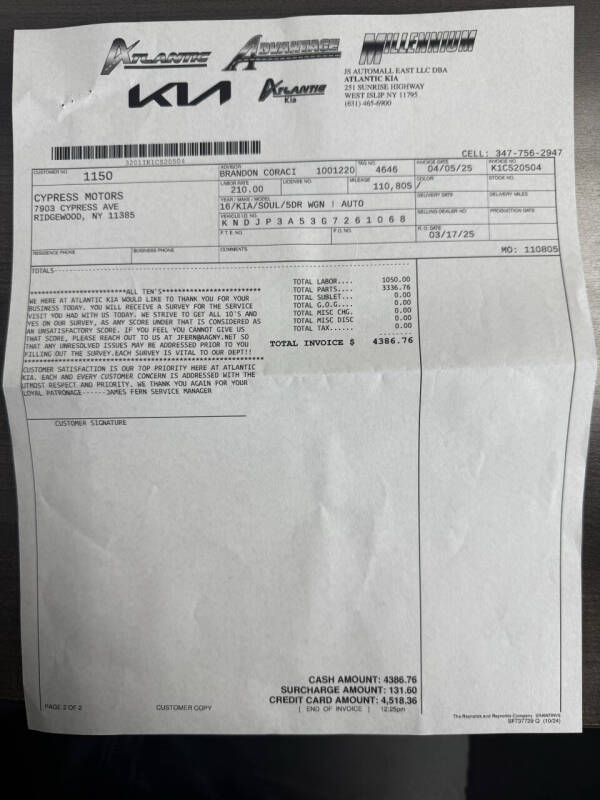 ATLANTIC ADVANTAGE MILLENNIUM
KIA ATLANTIC Kia
JS AUTOMALL EAST LLC DBA
ATLANTIC KIA
251 SUNRISE HIGHWAY
WEST ISLIP NY 11795
(631) 465-6900
32011K1CS20504
CELL: 347-756-2947
CUSTOMER NO. 1150
ADVISOR BRANDON CORACI 1001220
TAG NO. 4646
INVOICE DATE 04/05/25
INVOICE NO. K1CS20504
LABOR RATE 210.00
LICENSE NO.
MILEAGE 110,805
COLOR /
STOCK NO.
CYPRESS MOTORS
7903 CYPRESS AVE
RIDGEWOOD, NY 11385
YEAR / MAKE / MODEL
16/KIA/SOUL/5DR WGN ! AUTO
DELIVERY DATE
DELIVERY MILES
VEHICLE I.D. NO.
K N D J P 3 A 5 3 G 7 2 6 1 0 6 8
SELLING DEALER NO.
PRODUCTION DATE
F.T.E. NO.
P.O. NO.
R.O. DATE
03/17/25
RESIDENCE PHONE
BUSINESS PHONE
COMMENTS
MO: 110805
TOTALS
ALL TEN'S
WE HERE AT ATLANTIC KIA WOULD LIKE TO THANK YOU FOR YOUR
BUSINESS TODAY. YOU WILL RECEIVE A SURVEY FOR THE SERVICE
VISIT YOU HAD WITH US TODAY. WE STRIVE TO GET ALL 10'S AND
YES ON OUR SURVEY, AS ANY SCORE UNDER THAT IS CONSIDERED AS
AN UNSATISFACTORY SCORE. IF YOU FEEL YOU CANNOT GIVE US
THAT SCORE, PLEASE REACH OUT TO US AT JFERN@AAGNY.NET SO
THAT ANY UNRESOLVED ISSUES MAY BE ADDRESSED PRIOR TO YOU
FILLING OUT THE SURVEY.EACH SURVEY IS VITAL TO OUR DEPT!!
CUSTOMER SATISFACTION IS OUR TOP PRIORITY HERE AT ATLANTIC
KIA. EACH AND EVERY CUSTOMER CONCERN IS ADDRESSED WITH THE
UTMOST RESPECT AND PRIORITY. WE THANK YOU AGAIN FOR YOUR
LOYAL PATRONAGE------JAMES FERN SERVICE MANAGER
TOTAL LABOR.... 1050.00
TOTAL PARTS.... 3336.76
TOTAL SUBLET... 0.00
TOTAL G.O.G.... 0.00
TOTAL MISC CHG. 0.00
TOTAL MISC DISC 0.00
TOTAL TAX...... 0.00
TOTAL INVOICE $ 4386.76
CUSTOMER SIGNATURE
CASH AMOUNT: 4386.76
SURCHARGE AMOUNT: 131.60
CREDIT CARD AMOUNT: 4,518.36
[ END OF INVOICE ] 12:25pm
PAGE 2 OF 2
CUSTOMER COPY
The Reynolds and Reynolds Company
SF737729 Q (10/24)